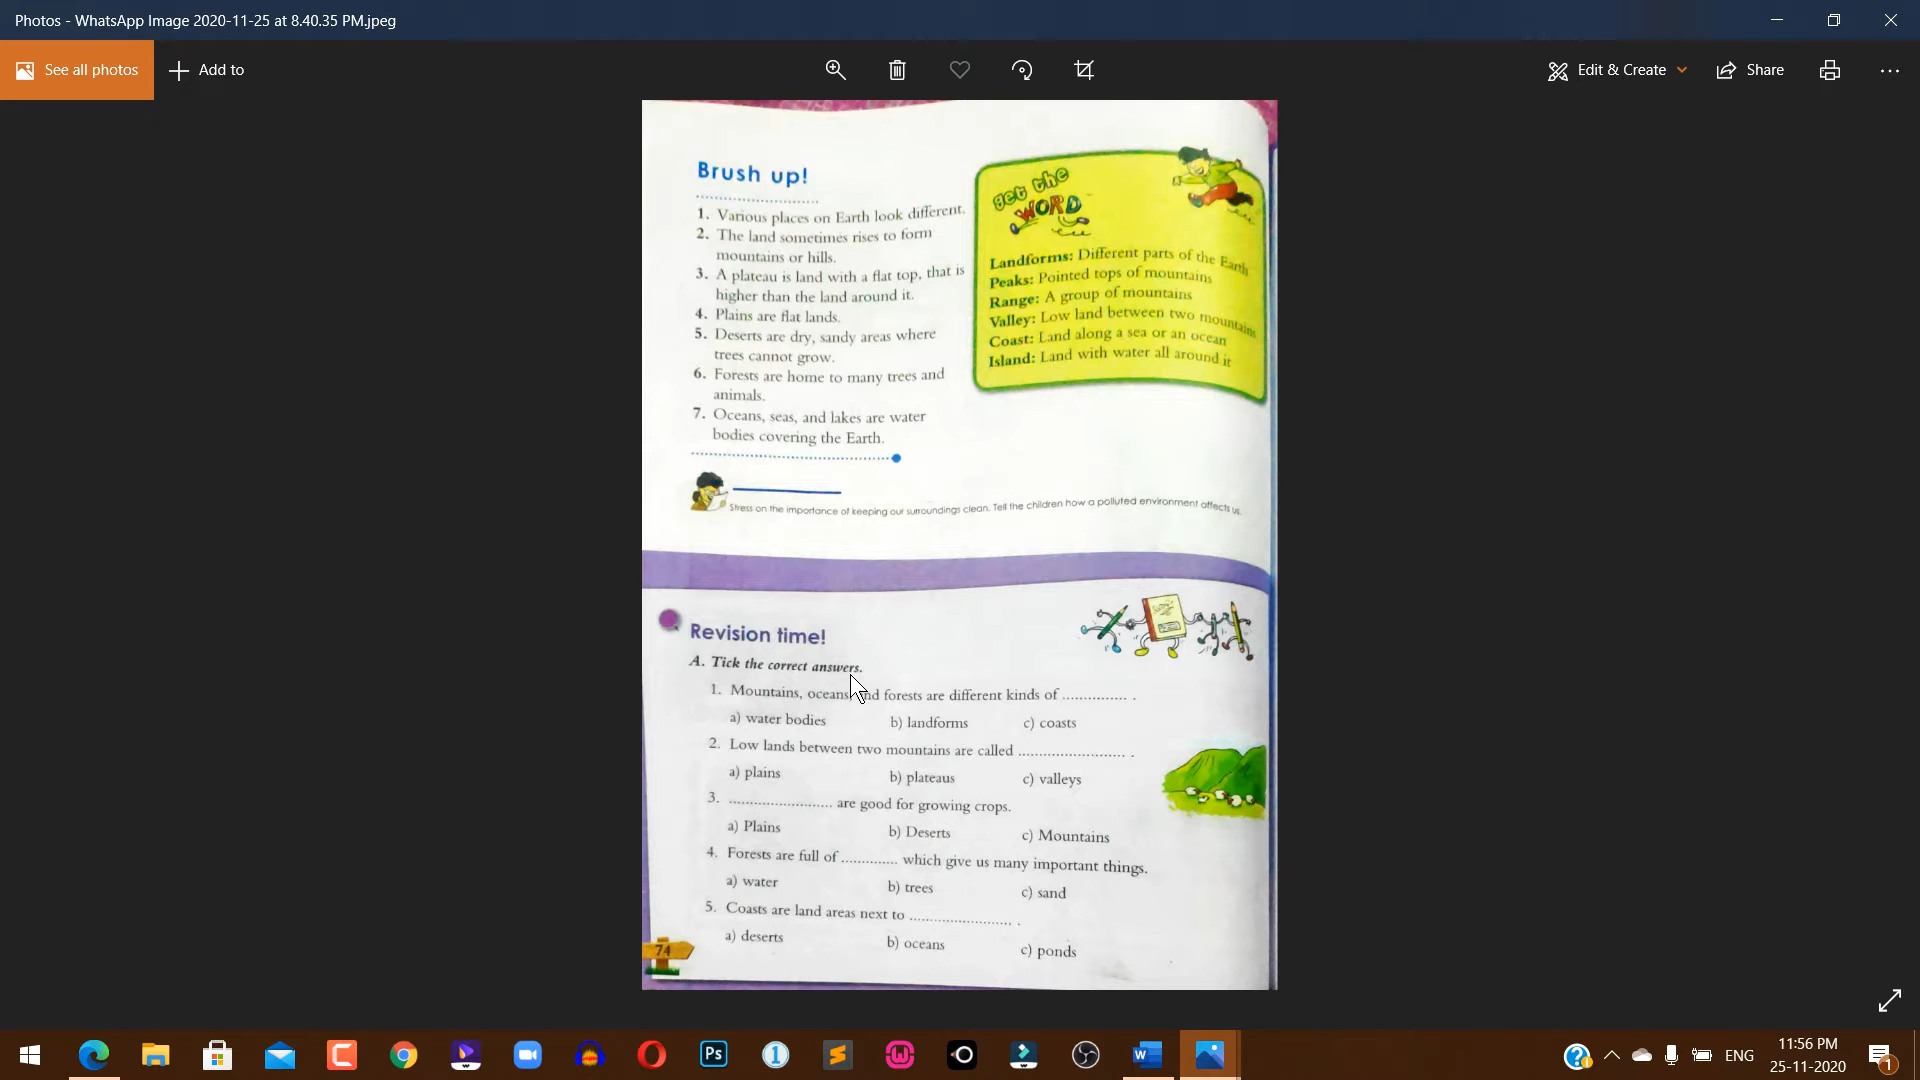 Photos - WhatsApp Image 2020-11-25 at 8.40.35 PM.jpeg
See all photos
Add to
Edit & Create
Share
Brush up!
1. Various places on Earth look different.
2. The land sometimes rises to form
mountains or hills.
3. A plateau is land with a flat top, that is
higher than the land around it.
4. Plains are flat lands.
5. Deserts are dry, sandy areas where
trees cannot grow.
6. Forests are home to many trees and
animals.
7. Oceans, seas, and lakes are water
bodies covering the Earth.
get the
WORD
Landforms: Different parts of the Earth
Peaks: Pointed tops of mountains
Range: A group of mountains
Valley: Low land between two mountains
Coast: Land along a sea or an ocean
Island: Land with water all around it
Stress on the importance of keeping our surroundings clean. Tell the children how a polluted environment affects us.
Revision time!
A. Tick the correct answers.
1. Mountains, oceans and forests are different kinds of ............... .
a) water bodies b) landforms c) coasts
2. Low lands between two mountains are called ......................... .
a) plains b) plateaus c) valleys
3. ........................ are good for growing crops.
a) Plains b) Deserts c) Mountains
4. Forests are full of ............. which give us many important things.
a) water b) trees c) sand
5. Coasts are land areas next to ........................ .
a) deserts b) oceans c) ponds
74
Ps
ENG
11:56 PM
25-11-2020
1